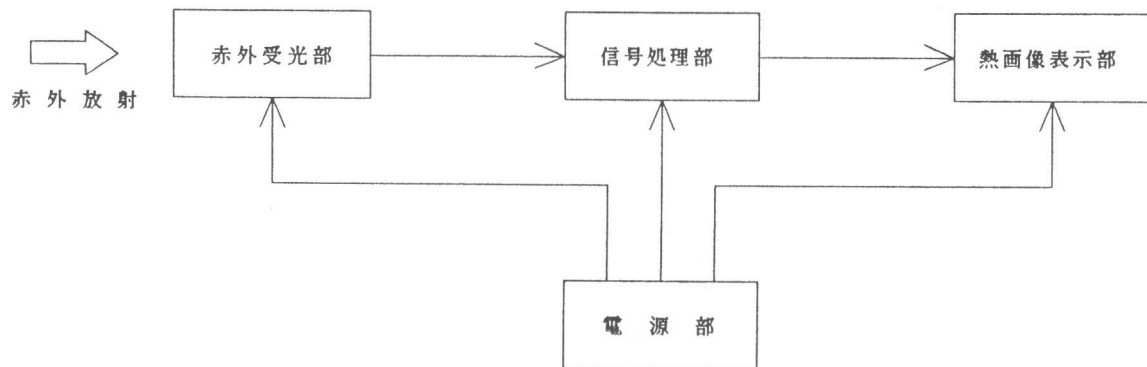 赤外受光部
信号処理部
熱画像表示部
赤外放射
電源部